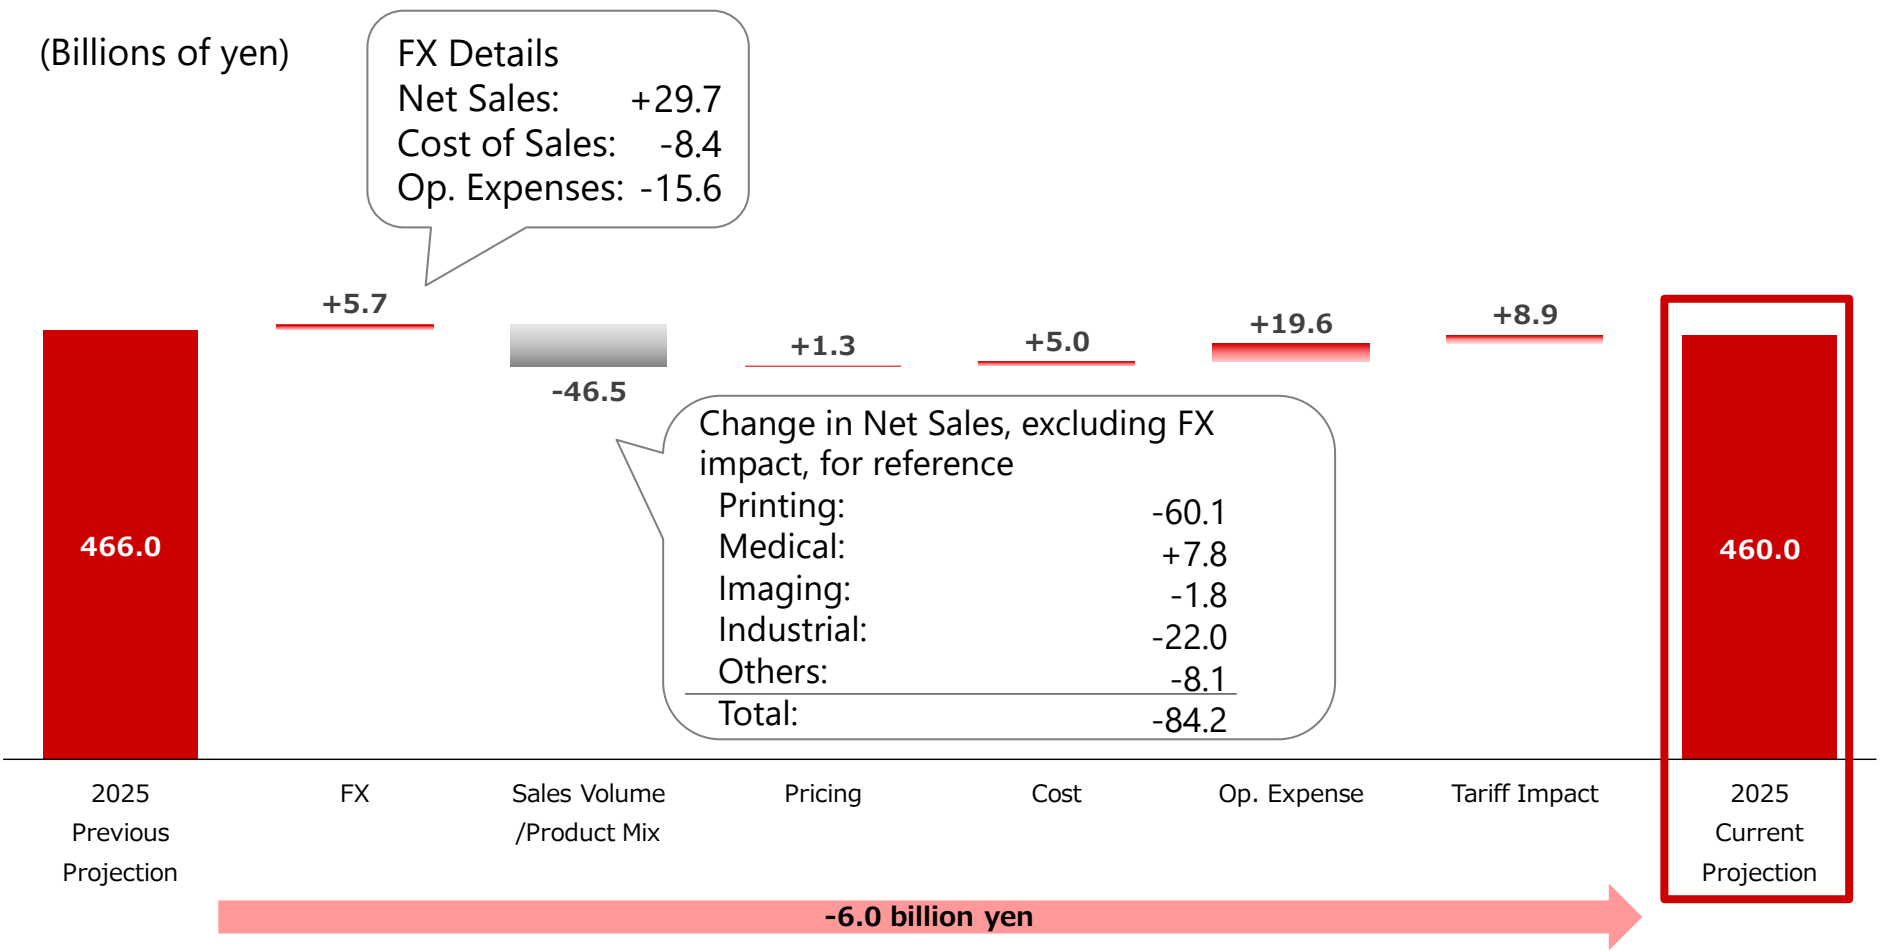 (Billions of yen)
FX Details
Net Sales: +29.7
Cost of Sales: -8.4
Op. Expenses: -15.6
+5.7
-46.5
+1.3
+5.0
+19.6
+8.9
466.0
460.0
Change in Net Sales, excluding FX
impact, for reference
Printing: -60.1
Medical: +7.8
Imaging: -1.8
Industrial: -22.0
Others: -8.1
Total: -84.2
2025
Previous
Projection
FX
Sales Volume
/Product Mix
Pricing
Cost
Op. Expense
Tariff Impact
2025
Current
Projection
-6.0 billion yen